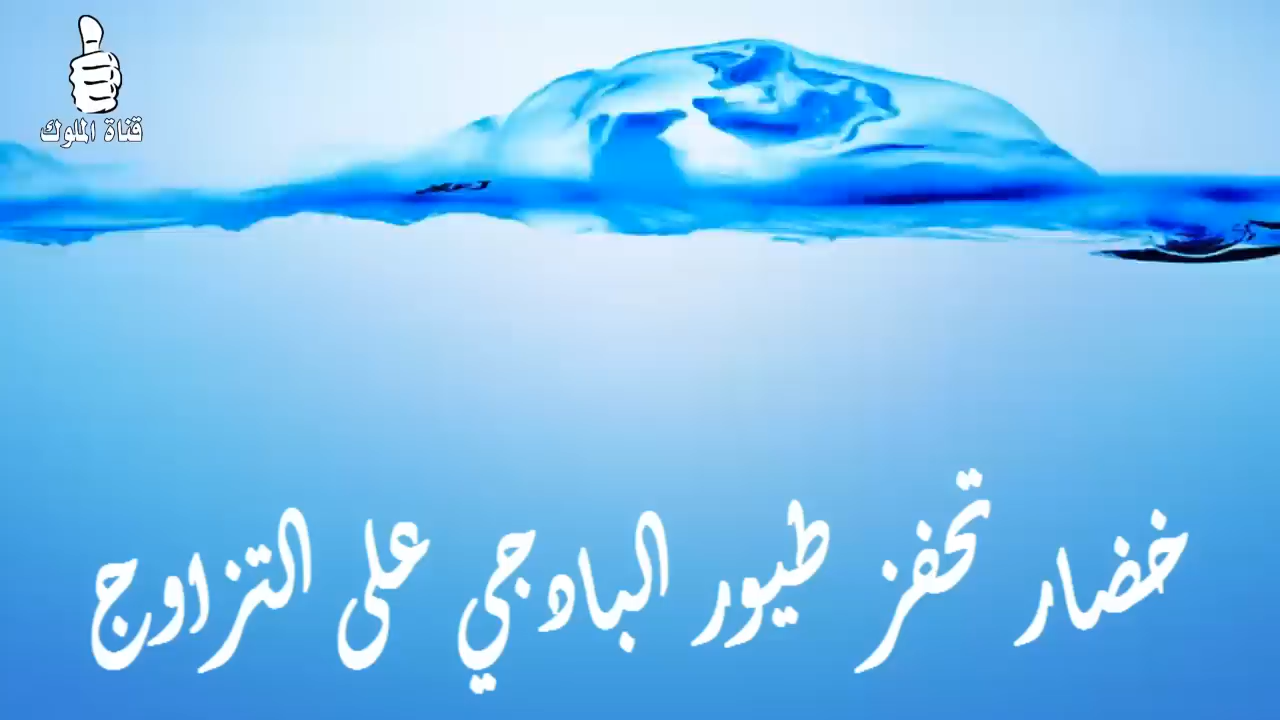 قناة الملوك
خضار تحفز طيور البادجي على التزاوج